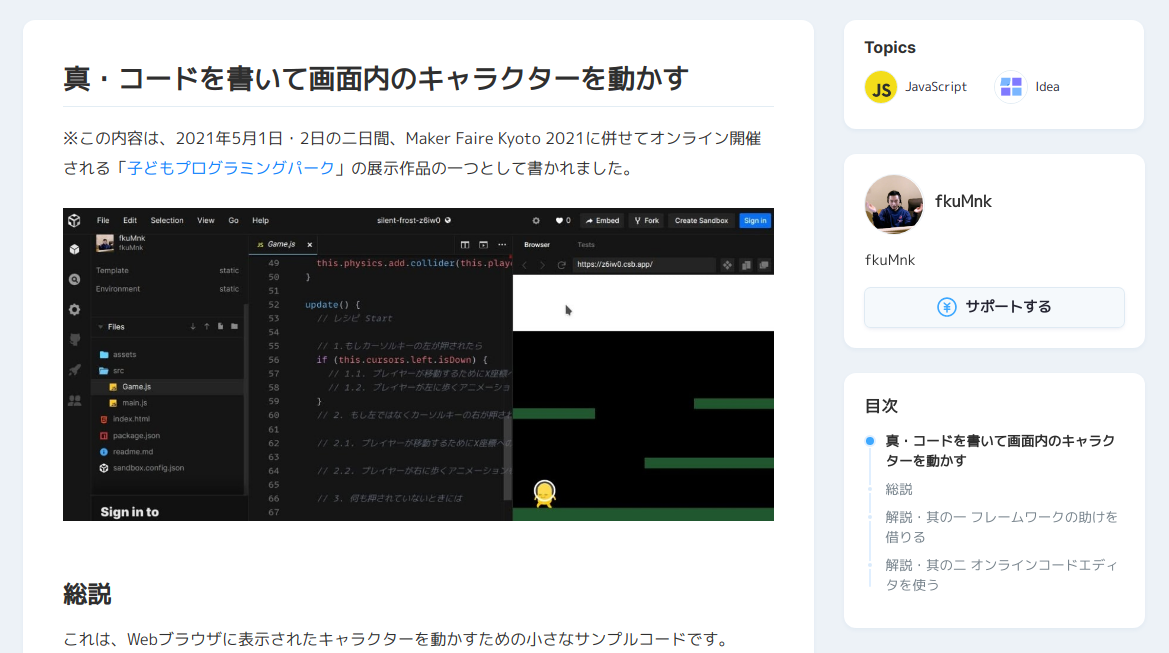 真・コードを書いて画面内のキャラクターを動かす
※この内容は、2021年5月1日・2日の二日間、Maker Faire Kyoto 2021に併せてオンライン開催
される「子どもプログラミングパーク」の展示作品の一つとして書かれました。
File Edit Selection View Go Help
silent-frost-z6iw0
0 Embed Fork Create Sandbox Sign in
fkuMnk
fkuMnk
Template static
Environment static
Files
assets
src
Game.js
main.js
index.html
package.json
readme.md
sandbox.config.json
Sign in to
JS Game.js ×
49 this.physics.add.collider(this.playe
50 }
51
52 update() {
53 // レシピ Start
54
55 // 1.もしカーソルキーの左が押されたら
56 if (this.cursors.left.isDown) {
57 // 1.1. プレイヤーが移動するためにX座標へ
58 // 1.2. プレイヤーが左に歩くアニメーショ
59 }
60 // 2. もし左ではなくカーソルキーの右が押され
61
62 // 2.1. プレイヤーが移動するためにX座標への
63
64 // 2.2. プレイヤーが右に歩くアニメーション
65
66 // 3. 何も押されていないときには
67
Browser Tests
https://z6iw0.csb.app/
総説
これは、Webブラウザに表示されたキャラクターを動かすための小さなサンプルコードです。
Topics
JS JavaScript Idea
fkuMnk
fkuMnk
¥ サポートする
目次
真・コードを書いて画面内のキャラク
ターを動かす
総説
解説・其の一 フレームワークの助けを
借りる
解説・其の二 オンラインコードエディ
タを使う